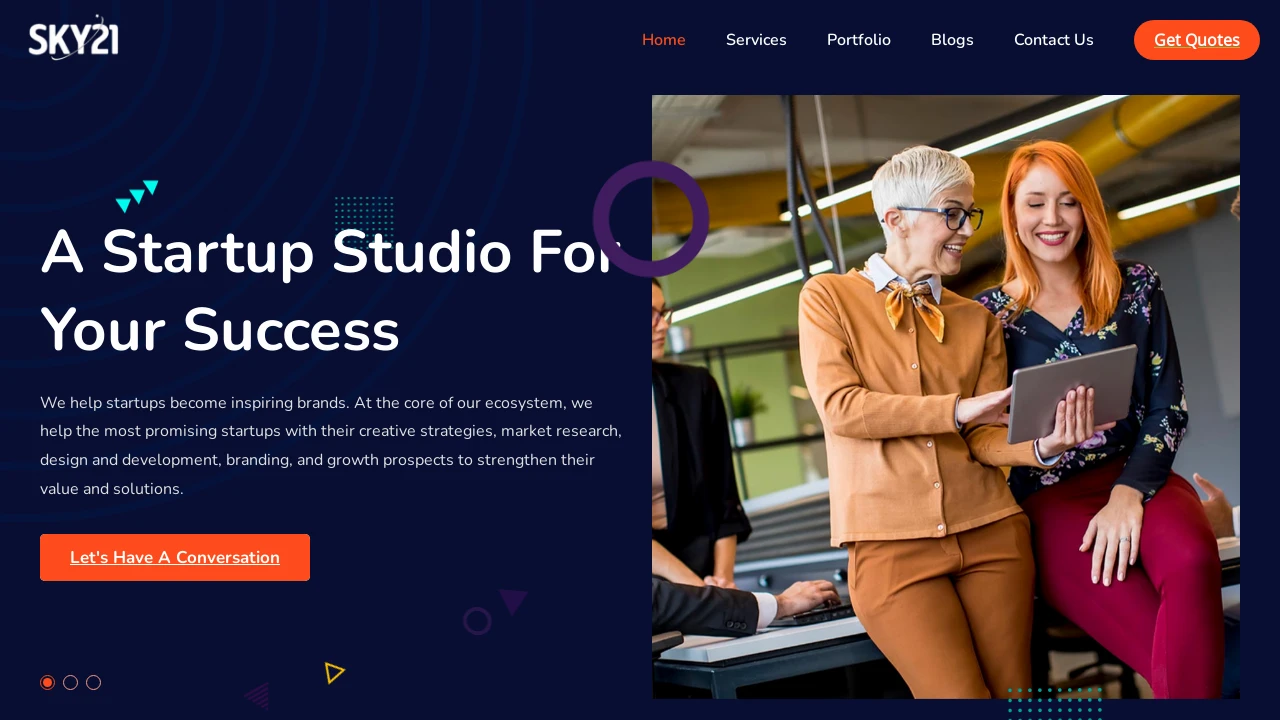 SKY21
Home
Services
Portfolio
Blogs
Contact Us
Get Quotes
A Startup Studio For
Your Success
We help startups become inspiring brands. At the core of our ecosystem, we
help the most promising startups with their creative strategies, market research,
design and development, branding, and growth prospects to strengthen their
value and solutions.
Let's Have A Conversation